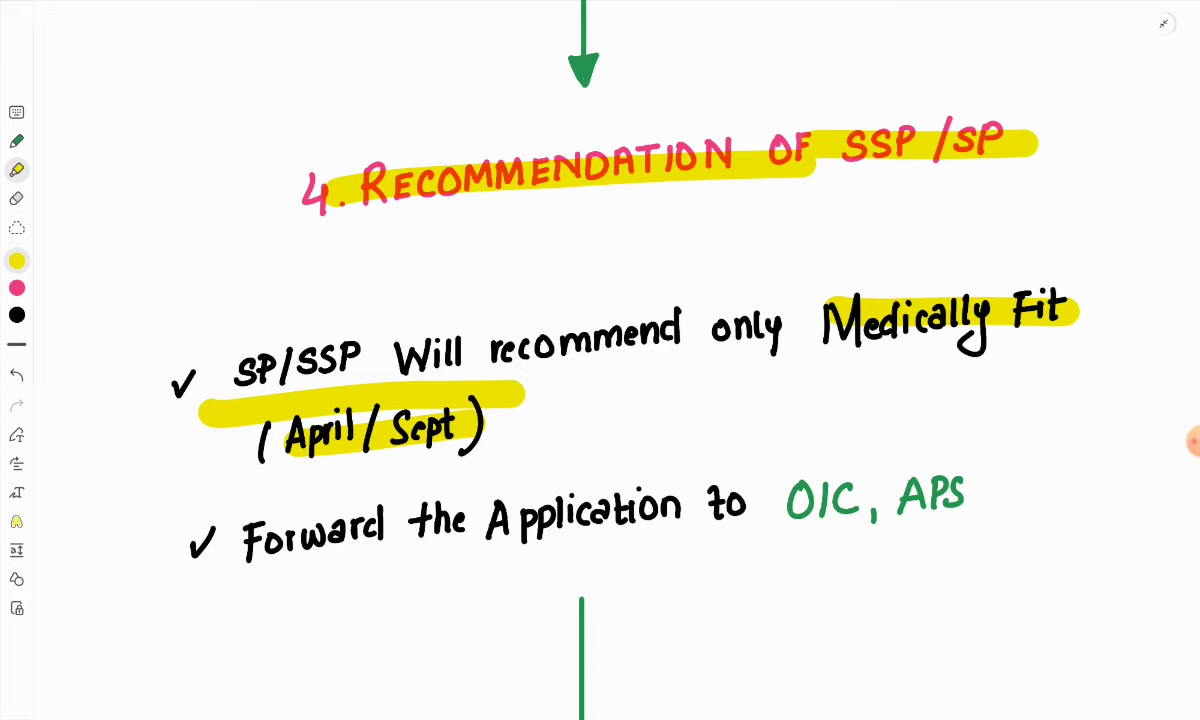 4. RECOMMENDATION OF SSP/SP
✓ SP/SSP Will recommend only Medically Fit
(April/Sept)
✓ Forward the Application to OIC, APS